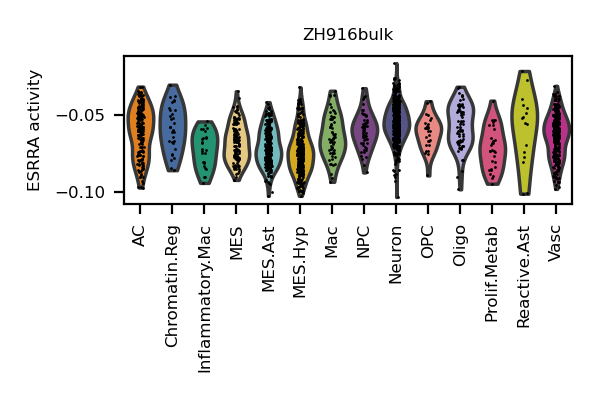 ZH916bulk
ESRRA activity
−0.05
−0.10
AC
Chromatin.Reg
Inflammatory.Mac
MES
MES.Ast
MES.Hyp
Mac
NPC
Neuron
OPC
Oligo
Prolif.Metab
Reactive.Ast
Vasc